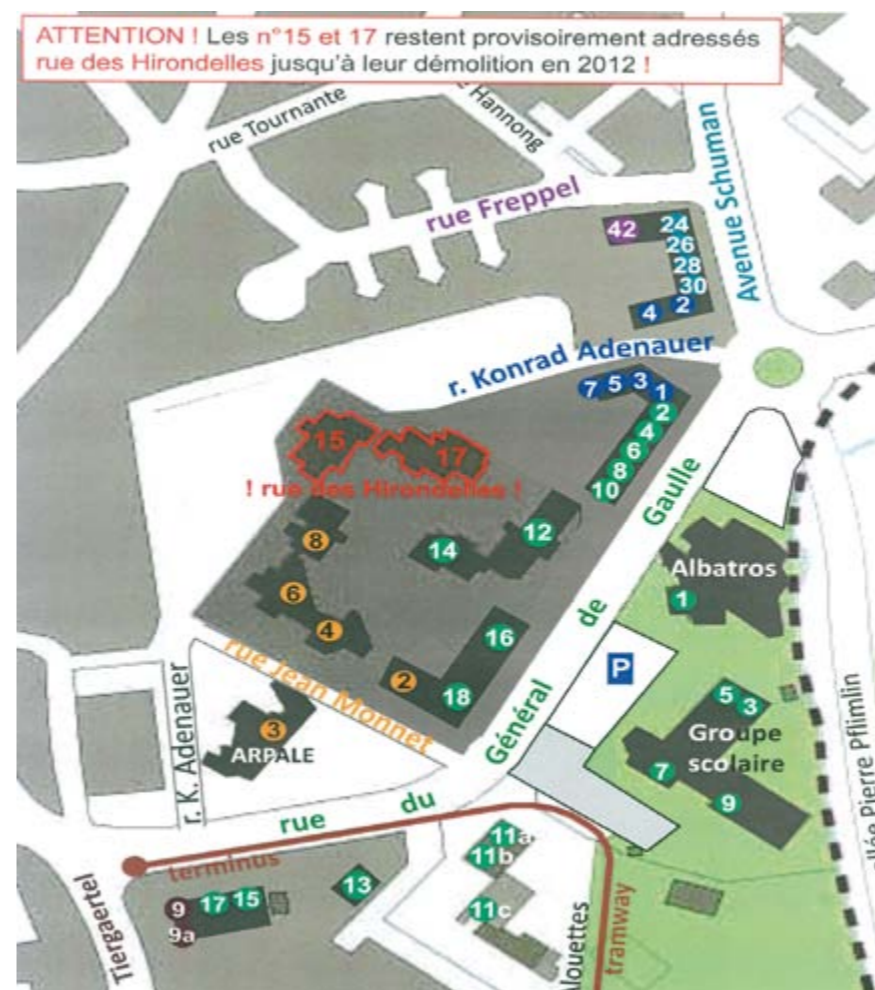 ATTENTION ! Les n°15 et 17 restent provisoirement adressés
rue des Hirondelles jusqu'à leur démolition en 2012 !
rue Tournante
Hannong
rue Freppel
Avenue Schuman
42
24
26
28
30
2
4
r. Konrad Adenauer
7
5
3
1
2
4
6
8
10
15
17
! rue des Hirondelles !
8
6
4
14
12
16
18
2
rue Jean Monnet
3
ARPALE
r. K. Adenauer
rue du Général de Gaulle
Albatros
1
P
5
3
Groupe
scolaire
7
9
allée Pierre Pflimlin
terminus
tramway
Tiergaertel
9
9a
17
15
13
11a
11b
11c
Alouettes